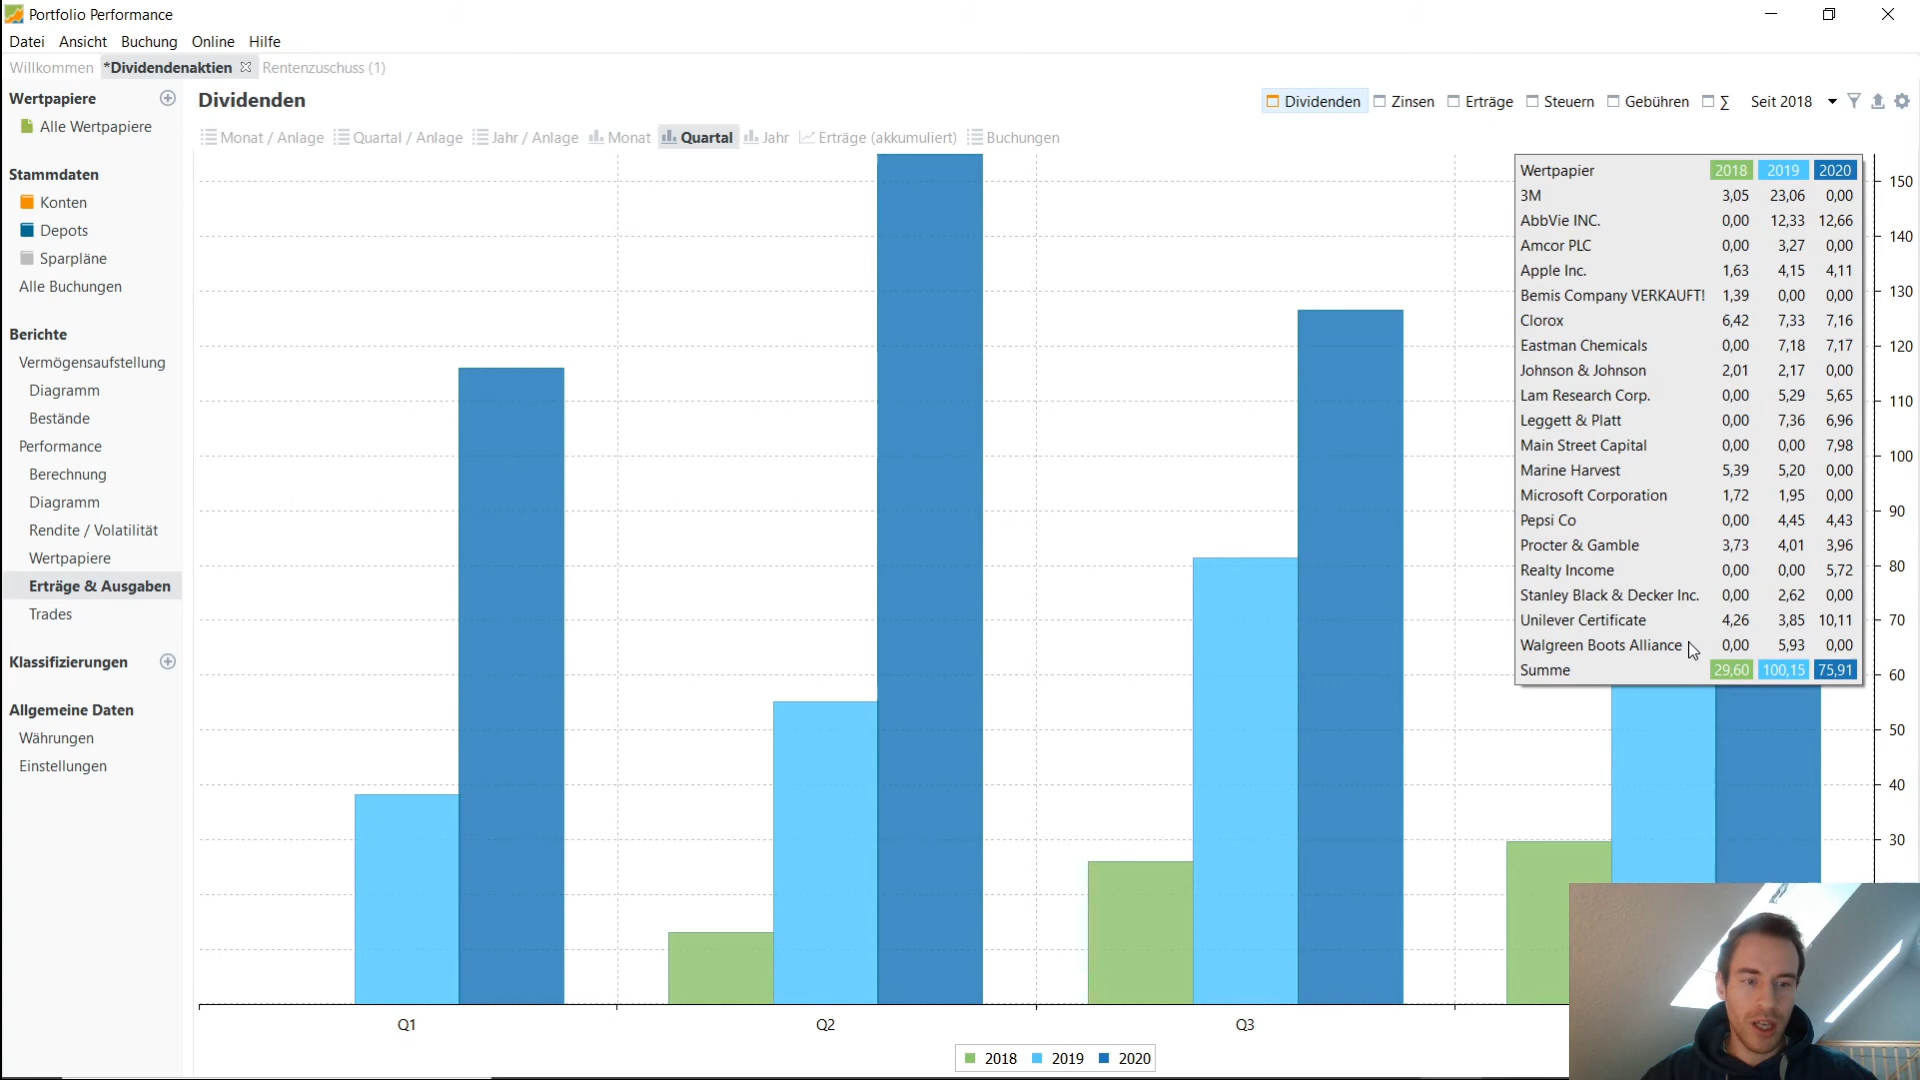 Portfolio Performance
Datei Ansicht Buchung Online Hilfe
Willkommen *Dividendenaktien Rentenzuschuss (1)
Wertpapiere
Alle Wertpapiere
Stammdaten
Konten
Depots
Sparpläne
Alle Buchungen
Berichte
Vermögensaufstellung
Diagramm
Bestände
Performance
Berechnung
Diagramm
Rendite / Volatilität
Wertpapiere
Erträge & Ausgaben
Trades
Klassifizierungen
Allgemeine Daten
Währungen
Einstellungen
Dividenden
Dividenden Zinsen Erträge Steuern Gebühren Σ Seit 2018
Monat / Anlage Quartal / Anlage Jahr / Anlage Monat Quartal Jahr Erträge (akkumuliert) Buchungen
Wertpapier 2018 2019 2020
3M 3,05 23,06 0,00
AbbVie INC. 0,00 12,33 12,66
Amcor PLC 0,00 3,27 0,00
Apple Inc. 1,63 4,15 4,11
Bemis Company VERKAUFT! 1,39 0,00 0,00
Clorox 6,42 7,33 7,16
Eastman Chemicals 0,00 7,18 7,17
Johnson & Johnson 2,01 2,17 0,00
Lam Research Corp. 0,00 5,29 5,65
Leggett & Platt 0,00 7,36 6,96
Main Street Capital 0,00 0,00 7,98
Marine Harvest 5,39 5,20 0,00
Microsoft Corporation 1,72 1,95 0,00
Pepsi Co 0,00 4,45 4,43
Procter & Gamble 3,73 4,01 3,96
Realty Income 0,00 0,00 5,72
Stanley Black & Decker Inc. 0,00 2,62 0,00
Unilever Certificate 4,26 3,85 10,11
Walgreen Boots Alliance 0,00 5,93 0,00
Summe 29,60 100,15 75,91
150
140
130
120
110
100
90
80
70
60
50
40
30
Q1 Q2 Q3
2018 2019 2020